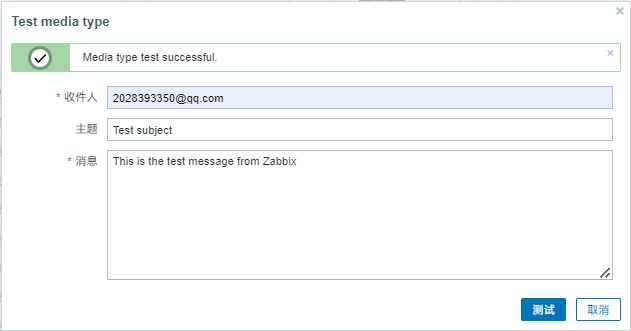 Test media type
Media type test successful.
* 收件人 2028393350@qq.com
主题 Test subject
* 消息 This is the test message from Zabbix
测试 取消